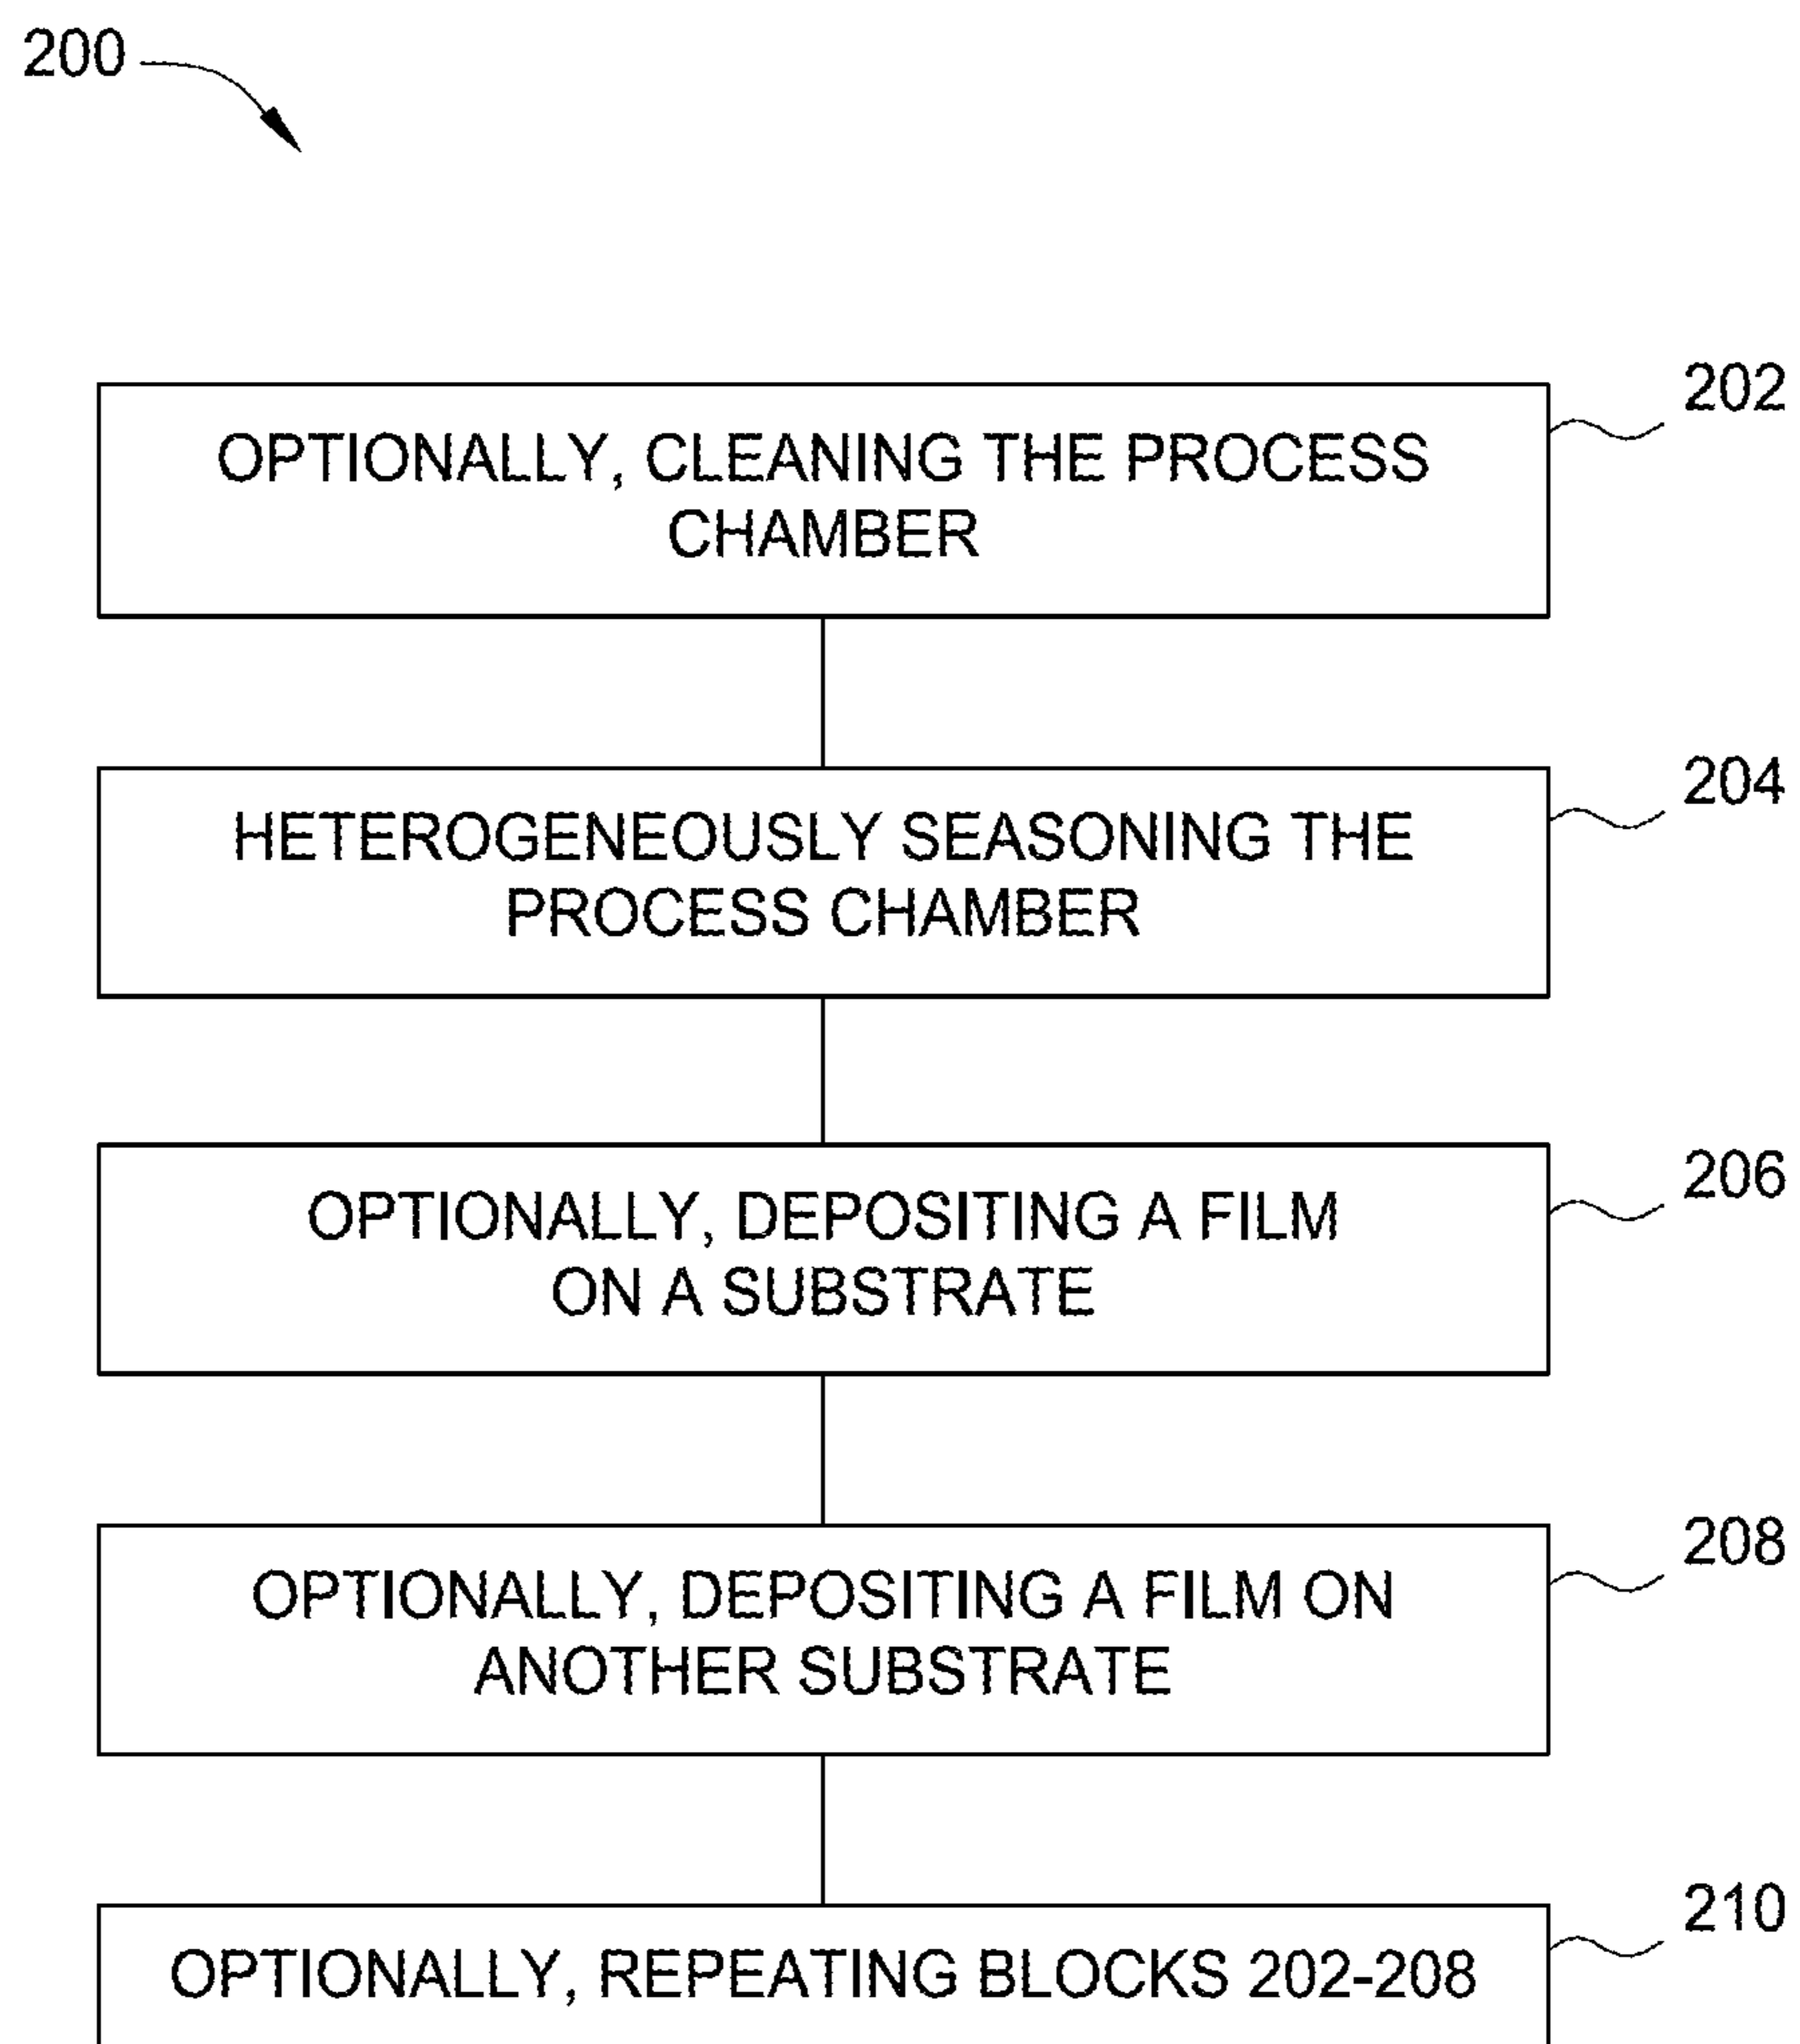 200
202
OPTIONALLY, CLEANING THE PROCESS
CHAMBER
204
HETEROGENEOUSLY SEASONING THE
PROCESS CHAMBER
206
OPTIONALLY, DEPOSITING A FILM
ON A SUBSTRATE
208
OPTIONALLY, DEPOSITING A FILM ON
ANOTHER SUBSTRATE
210
OPTIONALLY, REPEATING BLOCKS 202-208